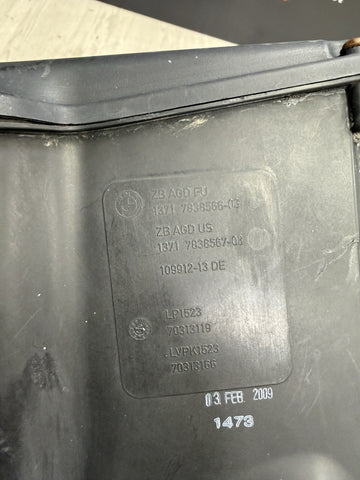 ZB AGD EU
1371 7838566-03
ZB AGD US
1371 7838567-03
109912-13 DE
LP1523
70313119
LVPK1523
70313166
03. FEB. 2009
1473